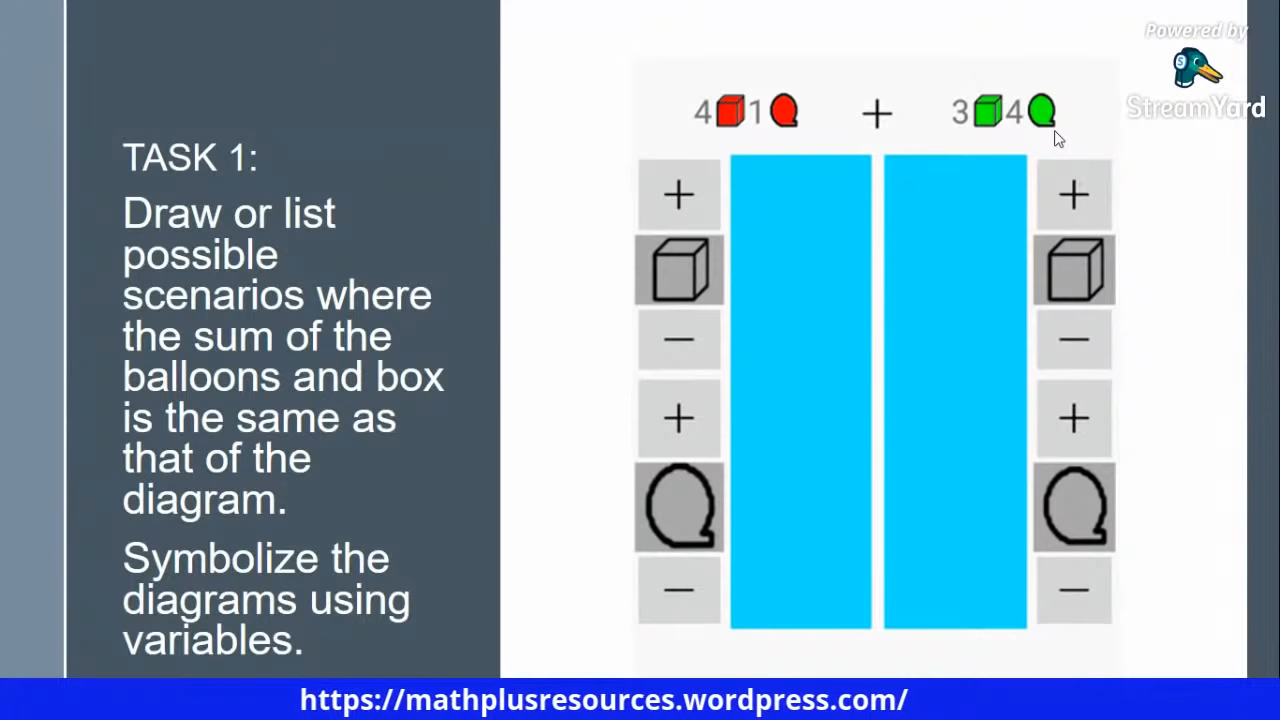 Powered by
StreamYard
4 1 + 3 4
TASK 1:
Draw or list
possible
scenarios where
the sum of the
balloons and box
is the same as
that of the
diagram.
Symbolize the
diagrams using
variables.
+ +
− −
+ +
− −
https://mathplusresources.wordpress.com/